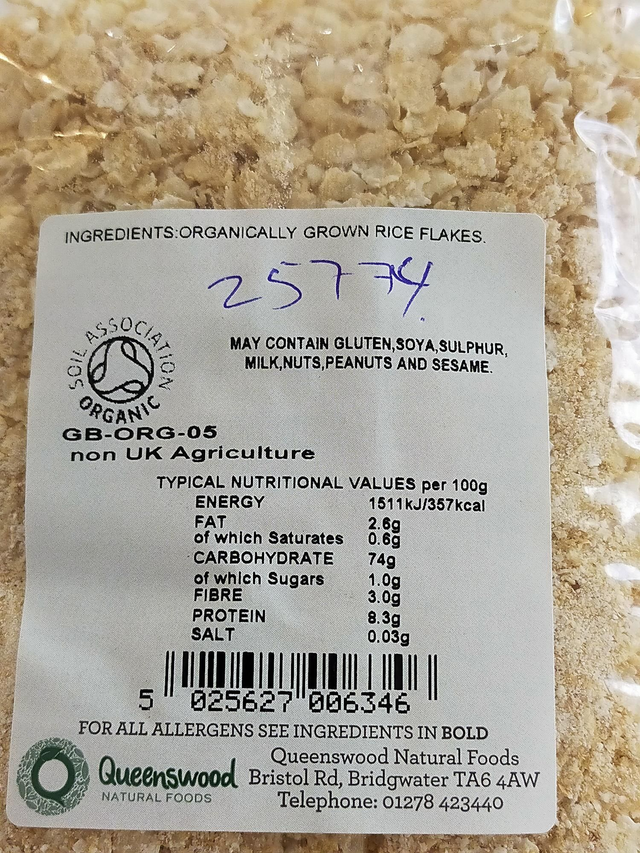 INGREDIENTS:ORGANICALLY GROWN RICE FLAKES.
25774
SOIL ASSOCIATION
ORGANIC
MAY CONTAIN GLUTEN,SOYA,SULPHUR,
MILK,NUTS,PEANUTS AND SESAME.
GB-ORG-05
non UK Agriculture
TYPICAL NUTRITIONAL VALUES per 100g
ENERGY 1511kJ/357kcal
FAT 2.6g
of which Saturates 0.6g
CARBOHYDRATE 74g
of which Sugars 1.0g
FIBRE 3.0g
PROTEIN 8.3g
SALT 0.03g
5 025627 006346
FOR ALL ALLERGENS SEE INGREDIENTS IN BOLD
Queenswood
NATURAL FOODS
Queenswood Natural Foods
Bristol Rd, Bridgwater TA6 4AW
Telephone: 01278 423440